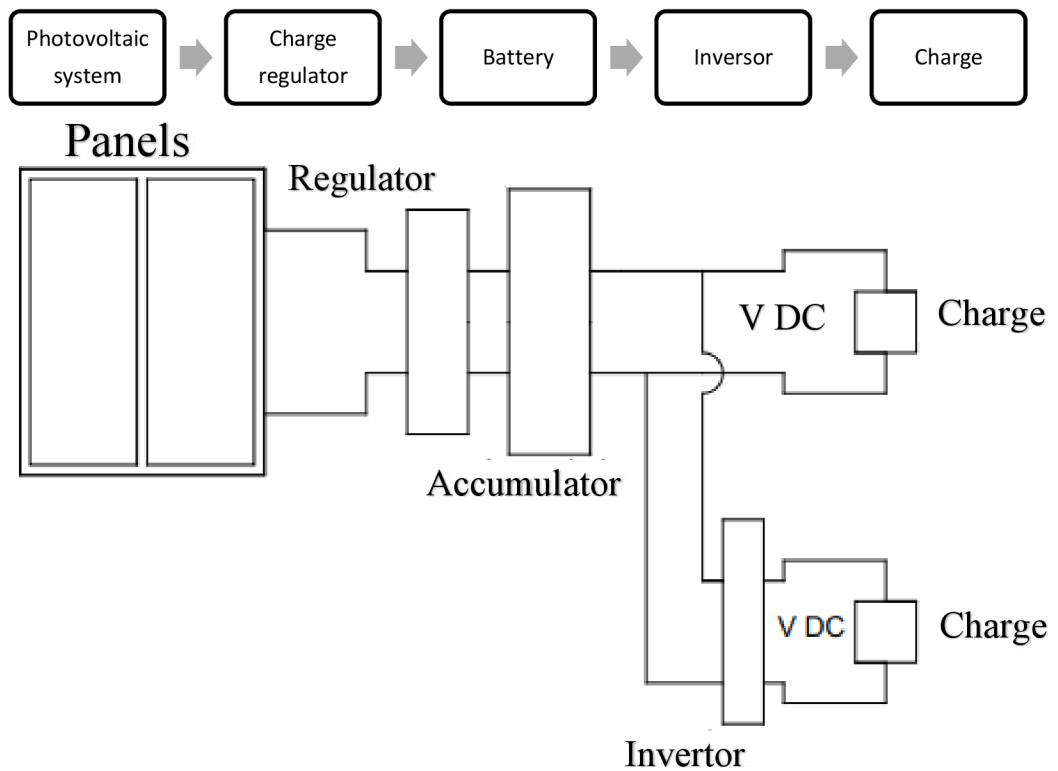 Photovoltaic
system
Charge
regulator
Battery
Inversor
Charge
Panels
Regulator
V DC
Charge
Accumulator
V DC
Charge
Invertor